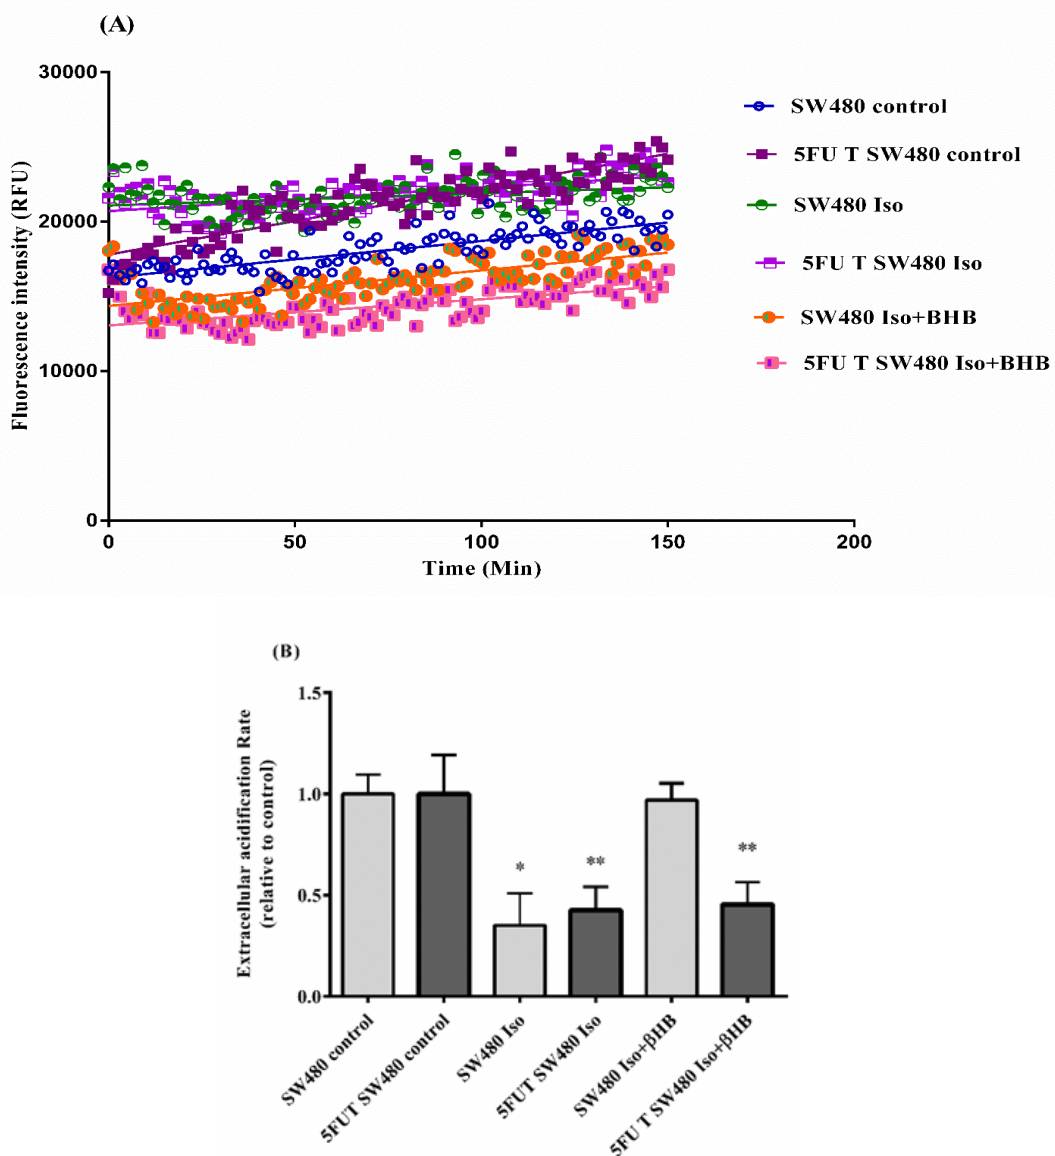 (A)
Fluorescence intensity (RFU)
30000
20000
10000
0
0 50 100 150 200
Time (Min)
SW480 control
5FU T SW480 control
SW480 Iso
5FU T SW480 Iso
SW480 Iso+BHB
5FU T SW480 Iso+BHB
(B)
Extracellular acidification Rate
(relative to control)
1.5
1.0
0.5
0.0
*
**
**
SW480 control
5FUT SW480 control
SW480 Iso
5FUT SW480 Iso
SW480 Iso+βHB
5FU T SW480 Iso+βHB